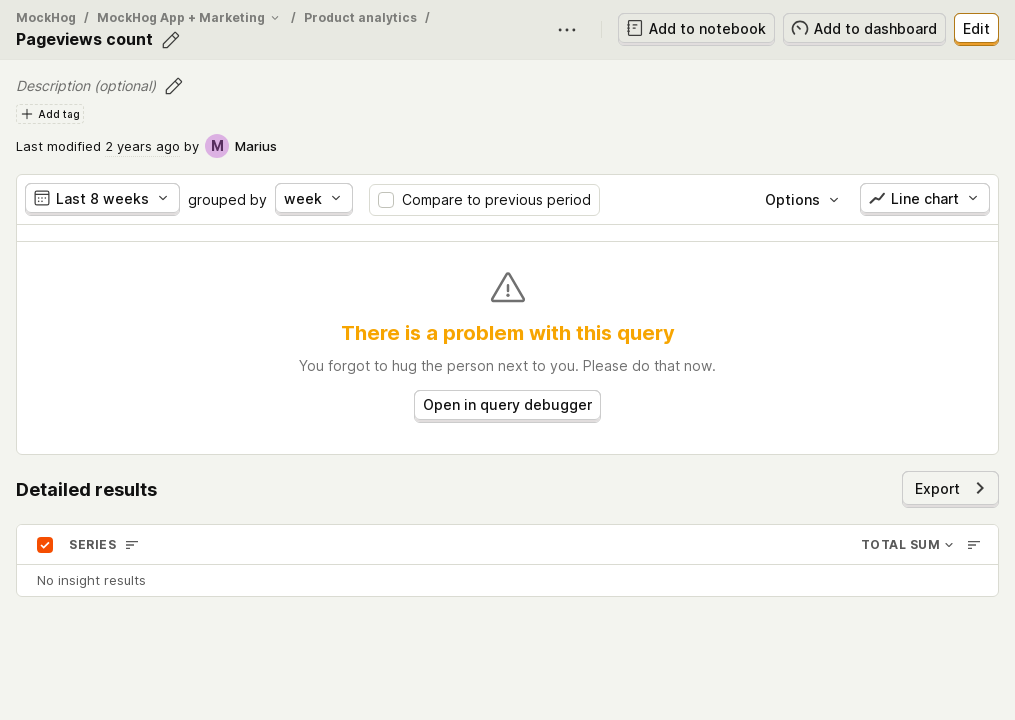 MockHog / MockHog App + Marketing / Product analytics /
Pageviews count
Add to notebook
Add to dashboard
Edit
Description (optional)
Add tag
Last modified 2 years ago by M Marius
Last 8 weeks grouped by week Compare to previous period Options Line chart
There is a problem with this query
You forgot to hug the person next to you. Please do that now.
Open in query debugger
Detailed results
Export
SERIES TOTAL SUM
No insight results